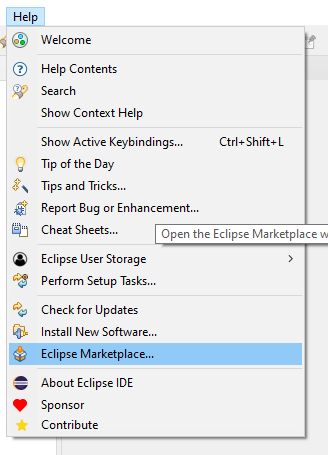 Help
Welcome
Help Contents
Search
Show Context Help
Show Active Keybindings... Ctrl+Shift+L
Tip of the Day
Tips and Tricks...
Report Bug or Enhancement...
Cheat Sheets...
Open the Eclipse Marketplace w
Eclipse User Storage
Perform Setup Tasks...
Check for Updates
Install New Software...
Eclipse Marketplace...
About Eclipse IDE
Sponsor
Contribute